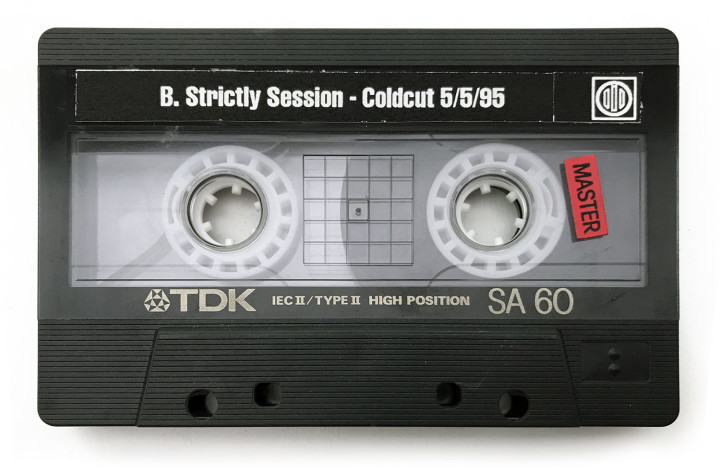 B. Strictly Session - Coldcut 5/5/95
MASTER
TDK IEC II / TYPE II HIGH POSITION SA 60